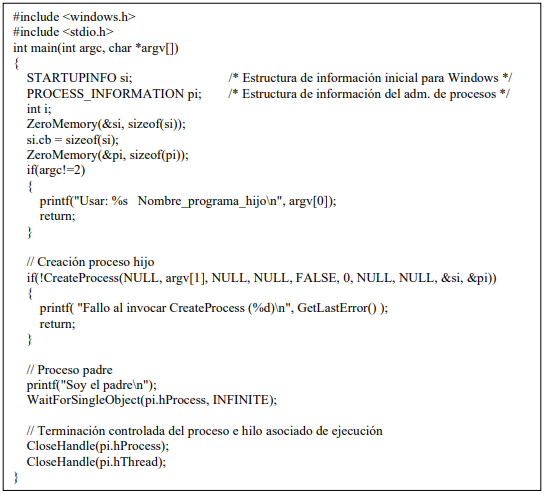 #include <windows.h>
#include <stdio.h>
int main(int argc, char *argv[])
{
STARTUPINFO si; /* Estructura de información inicial para Windows */
PROCESS_INFORMATION pi; /* Estructura de información del adm. de procesos */
int i;
ZeroMemory(&si, sizeof(si));
si.cb = sizeof(si);
ZeroMemory(&pi, sizeof(pi));
if(argc!=2)
{
printf("Usar: %s Nombre_programa_hijo\n", argv[0]);
return;
}
// Creación proceso hijo
if(!CreateProcess(NULL, argv[1], NULL, NULL, FALSE, 0, NULL, NULL, &si, &pi))
{
printf( "Fallo al invocar CreateProcess (%d)\n", GetLastError() );
return;
}
// Proceso padre
printf("Soy el padre\n");
WaitForSingleObject(pi.hProcess, INFINITE);
// Terminación controlada del proceso e hilo asociado de ejecución
CloseHandle(pi.hProcess);
CloseHandle(pi.hThread);
}